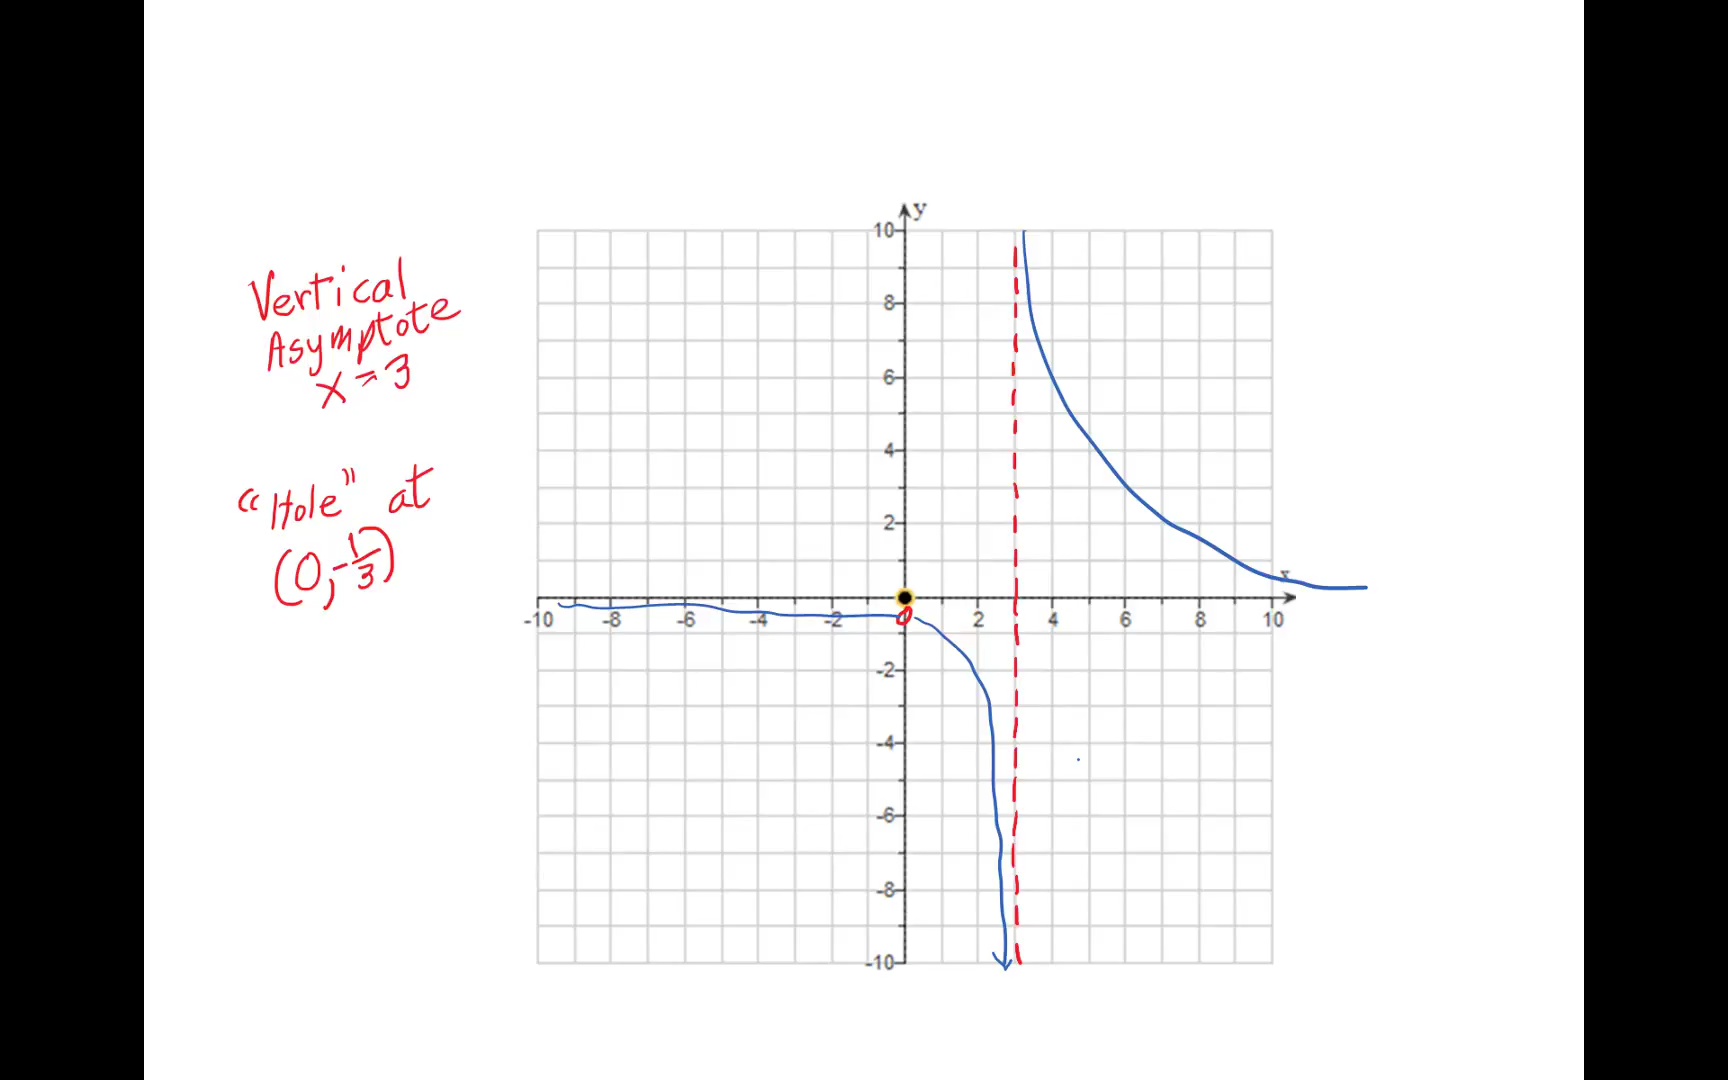 Vertical
Asymptote
x = 3
"Hole" at
(0, -1/3)
y
10
8
6
4
2
x
-10 -8 -6 -4 -2 2 4 6 8 10
-2
-4
-6
-8
-10